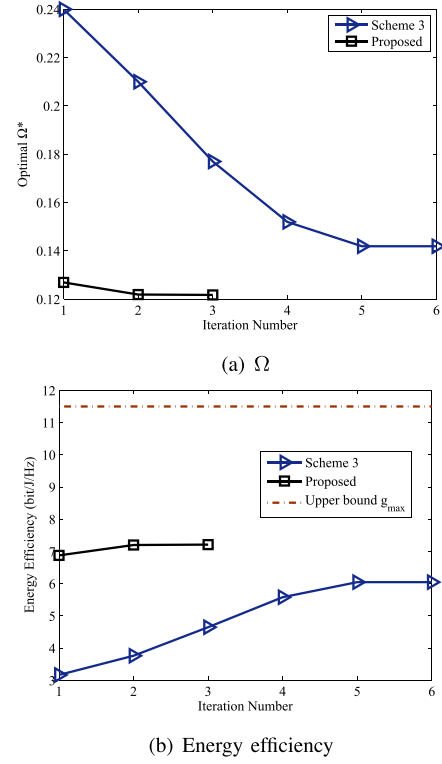 0.24
0.22
0.2
0.18
0.16
0.14
0.12
Optimal Ω*
Scheme 3
Proposed
1 2 3 4 5 6
Iteration Number
(a) Ω
12
11
10
9
8
7
6
5
4
3
Energy Efficiency (bit/J/Hz)
Scheme 3
Proposed
Upper bound g_max
1 2 3 4 5 6
Iteration Number
(b) Energy efficiency